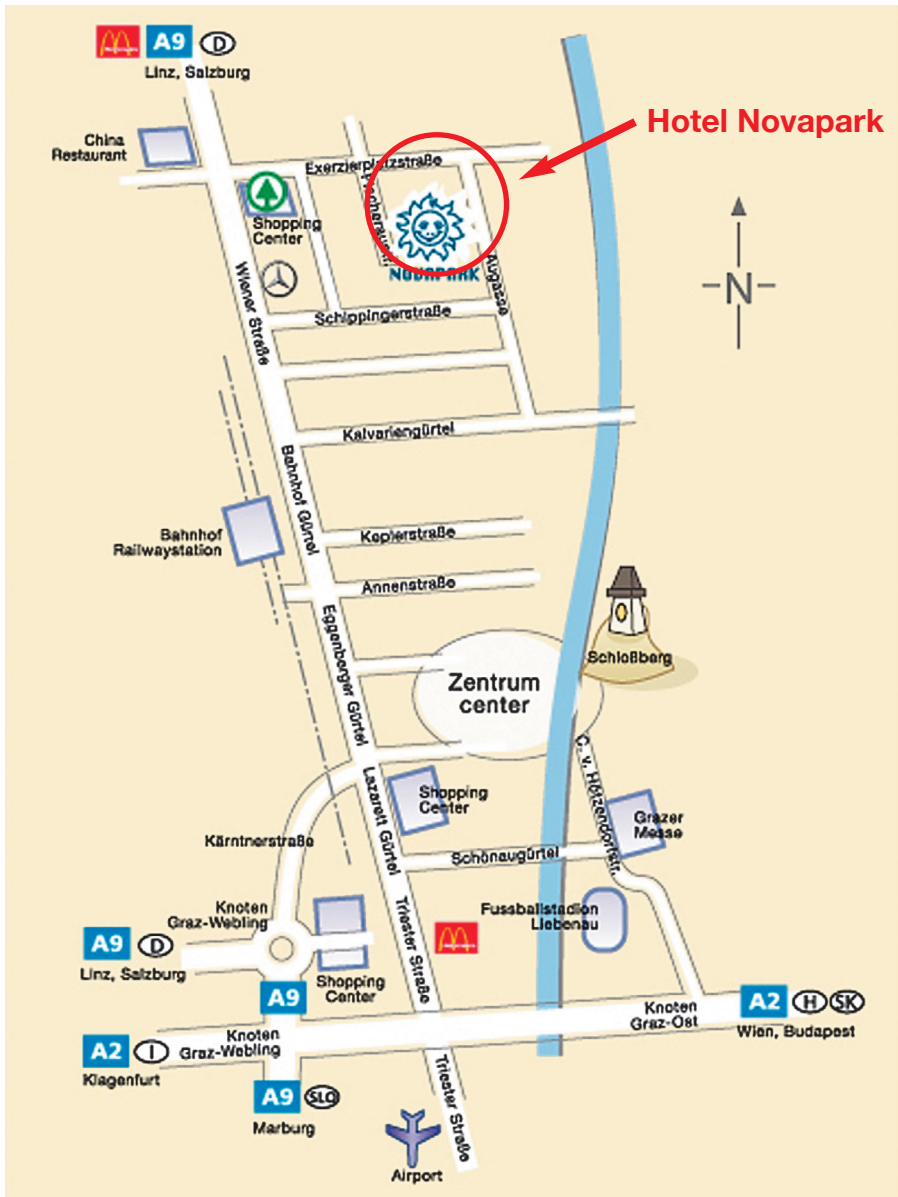 A9 D
Linz, Salzburg
Hotel Novapark
China
Restaurant
Exerzierplatzstraße
Shopping
Center
NOVAPARK
Augasse
Wiener Straße
Schippingerstraße
Kalvariengürtel
Bahnhof Gürtel
N
Bahnhof
Railwaystation
Keplerstraße
Annenstraße
Eggenberger Gürtel
Schloßberg
Zentrum
center
C. v. Hötzendorfstr.
Lazarett Gürtel
Shopping
Center
Grazer
Messe
Kärntnerstraße
Schönaugürtel
Triester Straße
Knoten
Graz-Webling
Fussballstadion
Liebenau
A9 D
Linz, Salzburg
Shopping
Center
A9
Knoten
Graz-Ost
A2 H SK
Wien, Budapest
Knoten
Graz-Webling
A2 I
Klagenfurt
A9 SLO
Marburg
Triester Straße
Airport